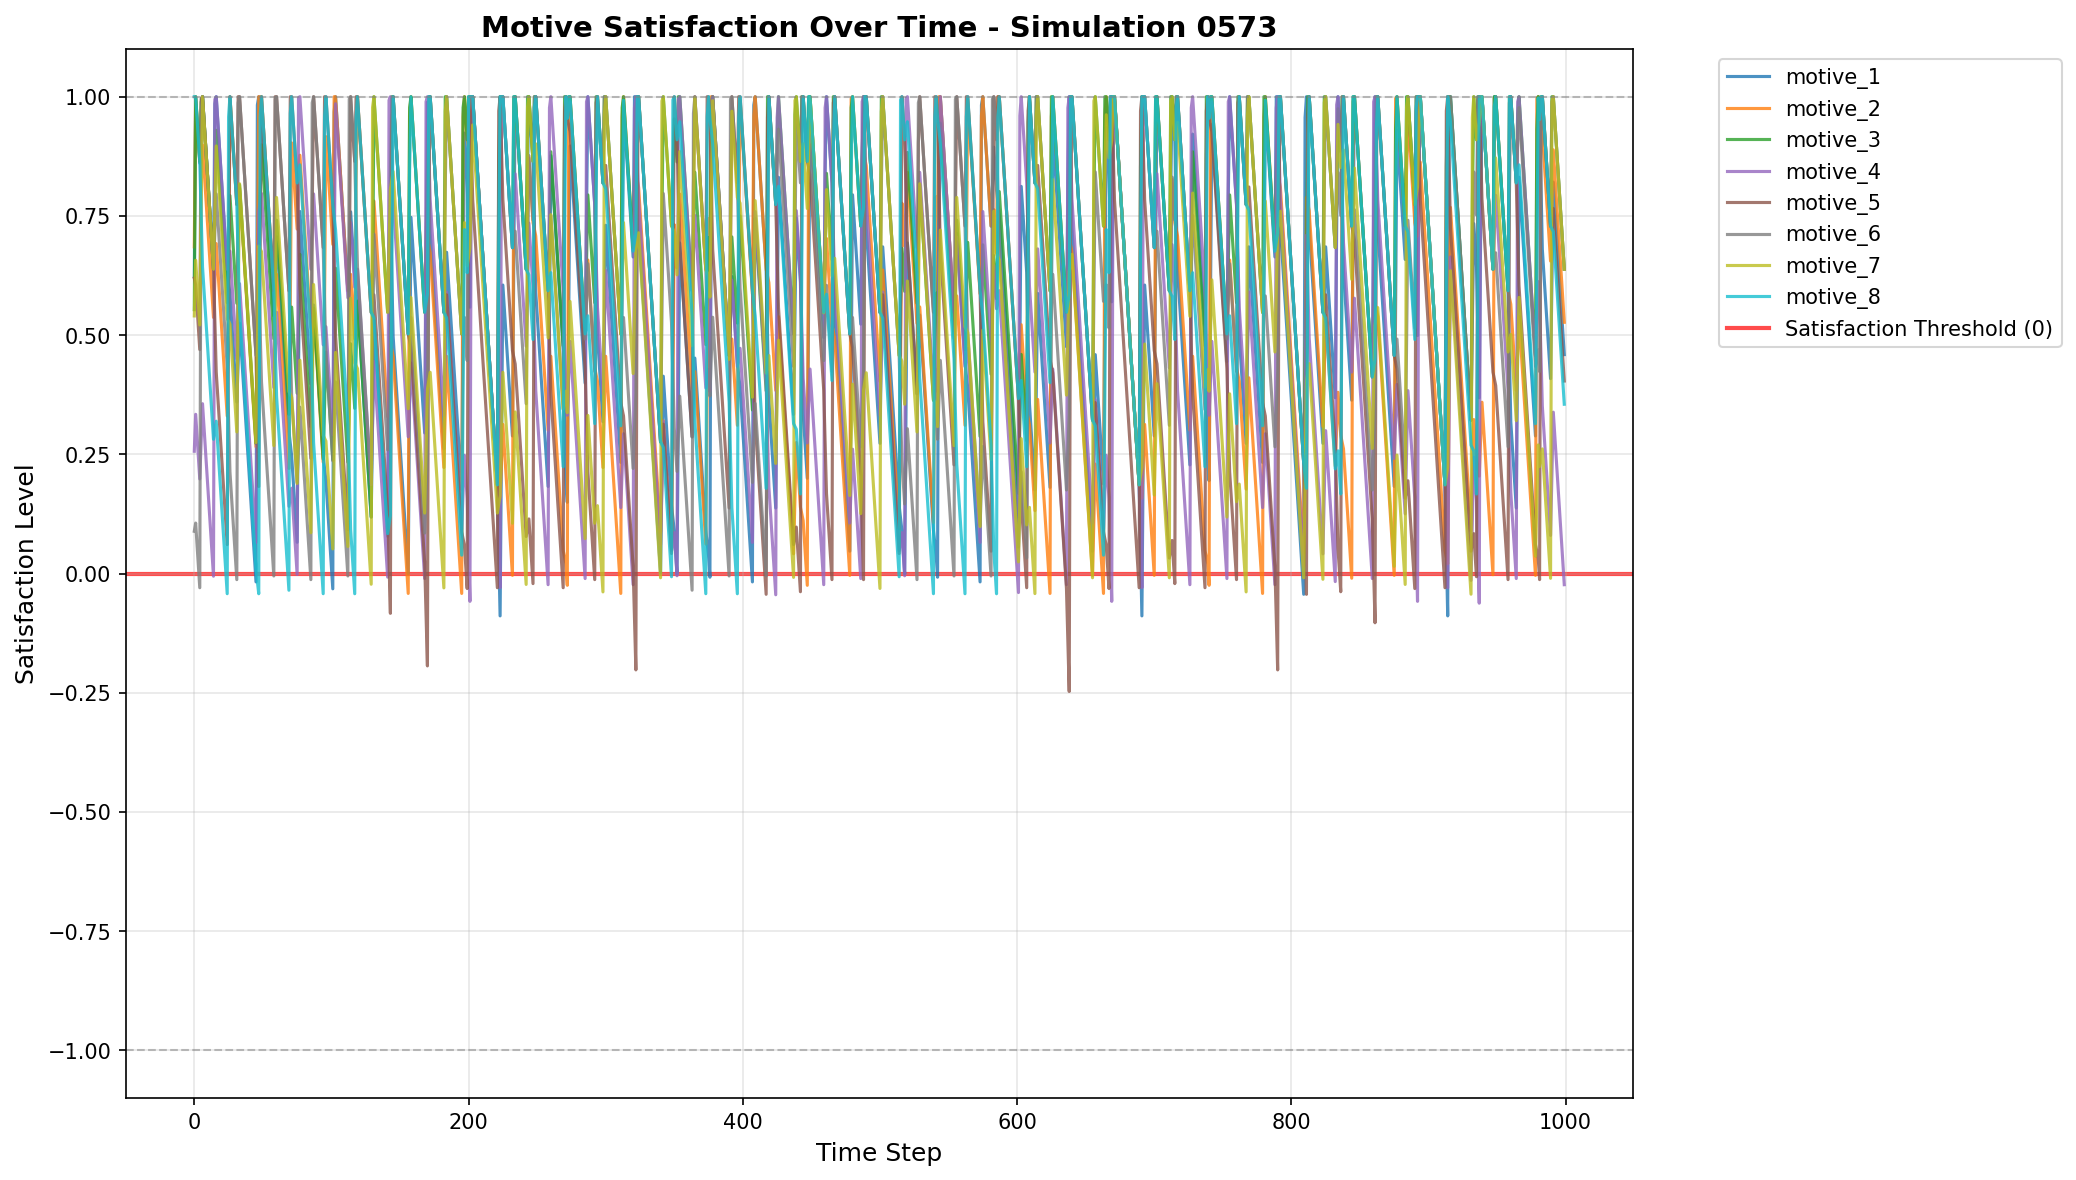 Motive Satisfaction Over Time - Simulation 0573
Satisfaction Level
1.00
0.75
0.50
0.25
0.00
−0.25
−0.50
−0.75
−1.00
0
200
400
600
800
1000
Time Step
motive_1
motive_2
motive_3
motive_4
motive_5
motive_6
motive_7
motive_8
Satisfaction Threshold (0)